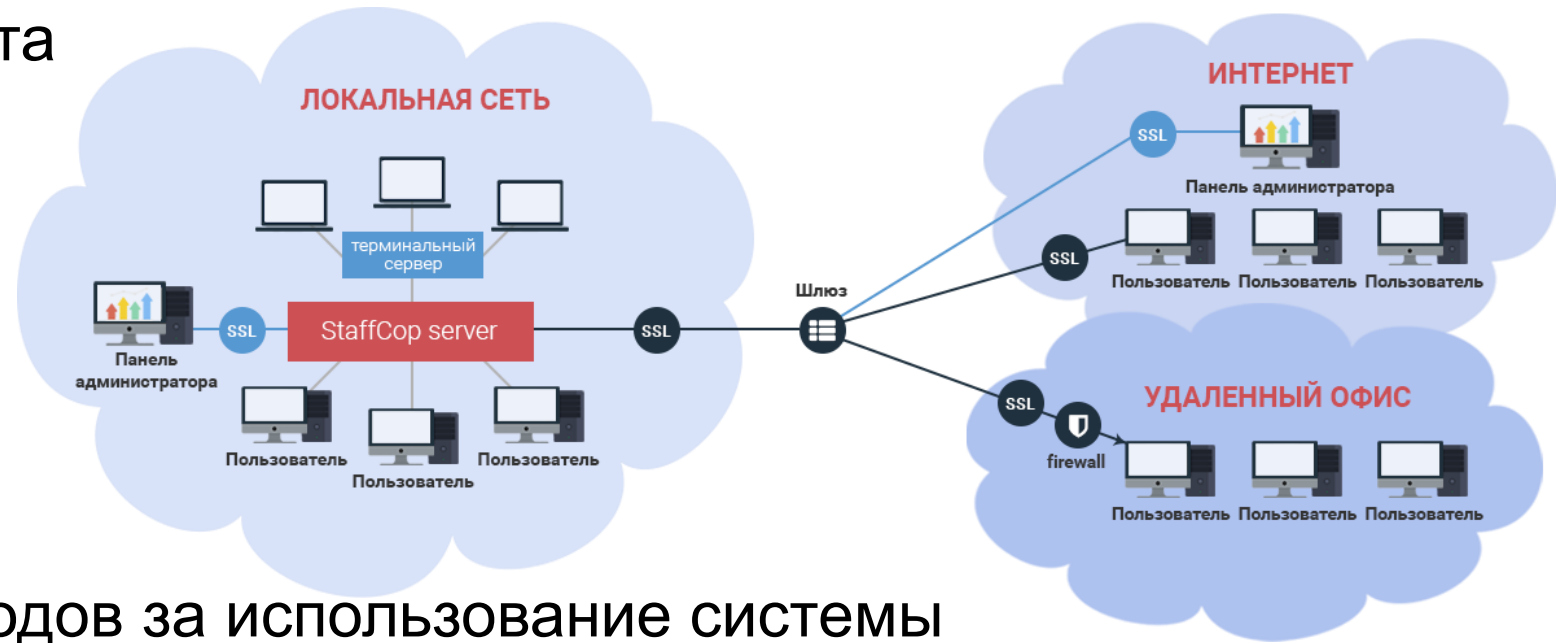 та
ЛОКАЛЬНАЯ СЕТЬ
терминальный
сервер
SSL
StaffCop server
SSL
Панель
администратора
Пользователь
Пользователь
Пользователь
Шлюз
ИНТЕРНЕТ
SSL
Панель администратора
SSL
Пользователь Пользователь Пользователь
УДАЛЕННЫЙ ОФИС
SSL
firewall
Пользователь Пользователь Пользователь
одов за использование системы